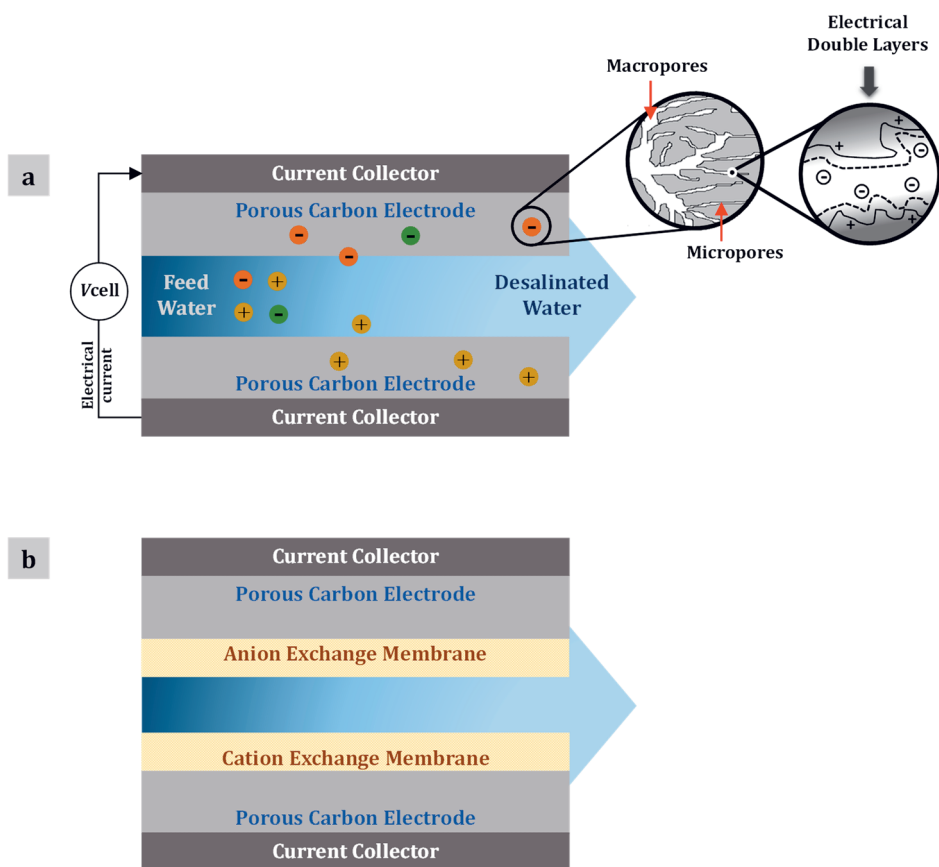 Electrical
Double Layers
Macropores
a
Current Collector
Porous Carbon Electrode
Micropores
Vcell
Feed
Water
Desalinated
Water
Electrical
current
Porous Carbon Electrode
Current Collector
b
Current Collector
Porous Carbon Electrode
Anion Exchange Membrane
Cation Exchange Membrane
Porous Carbon Electrode
Current Collector